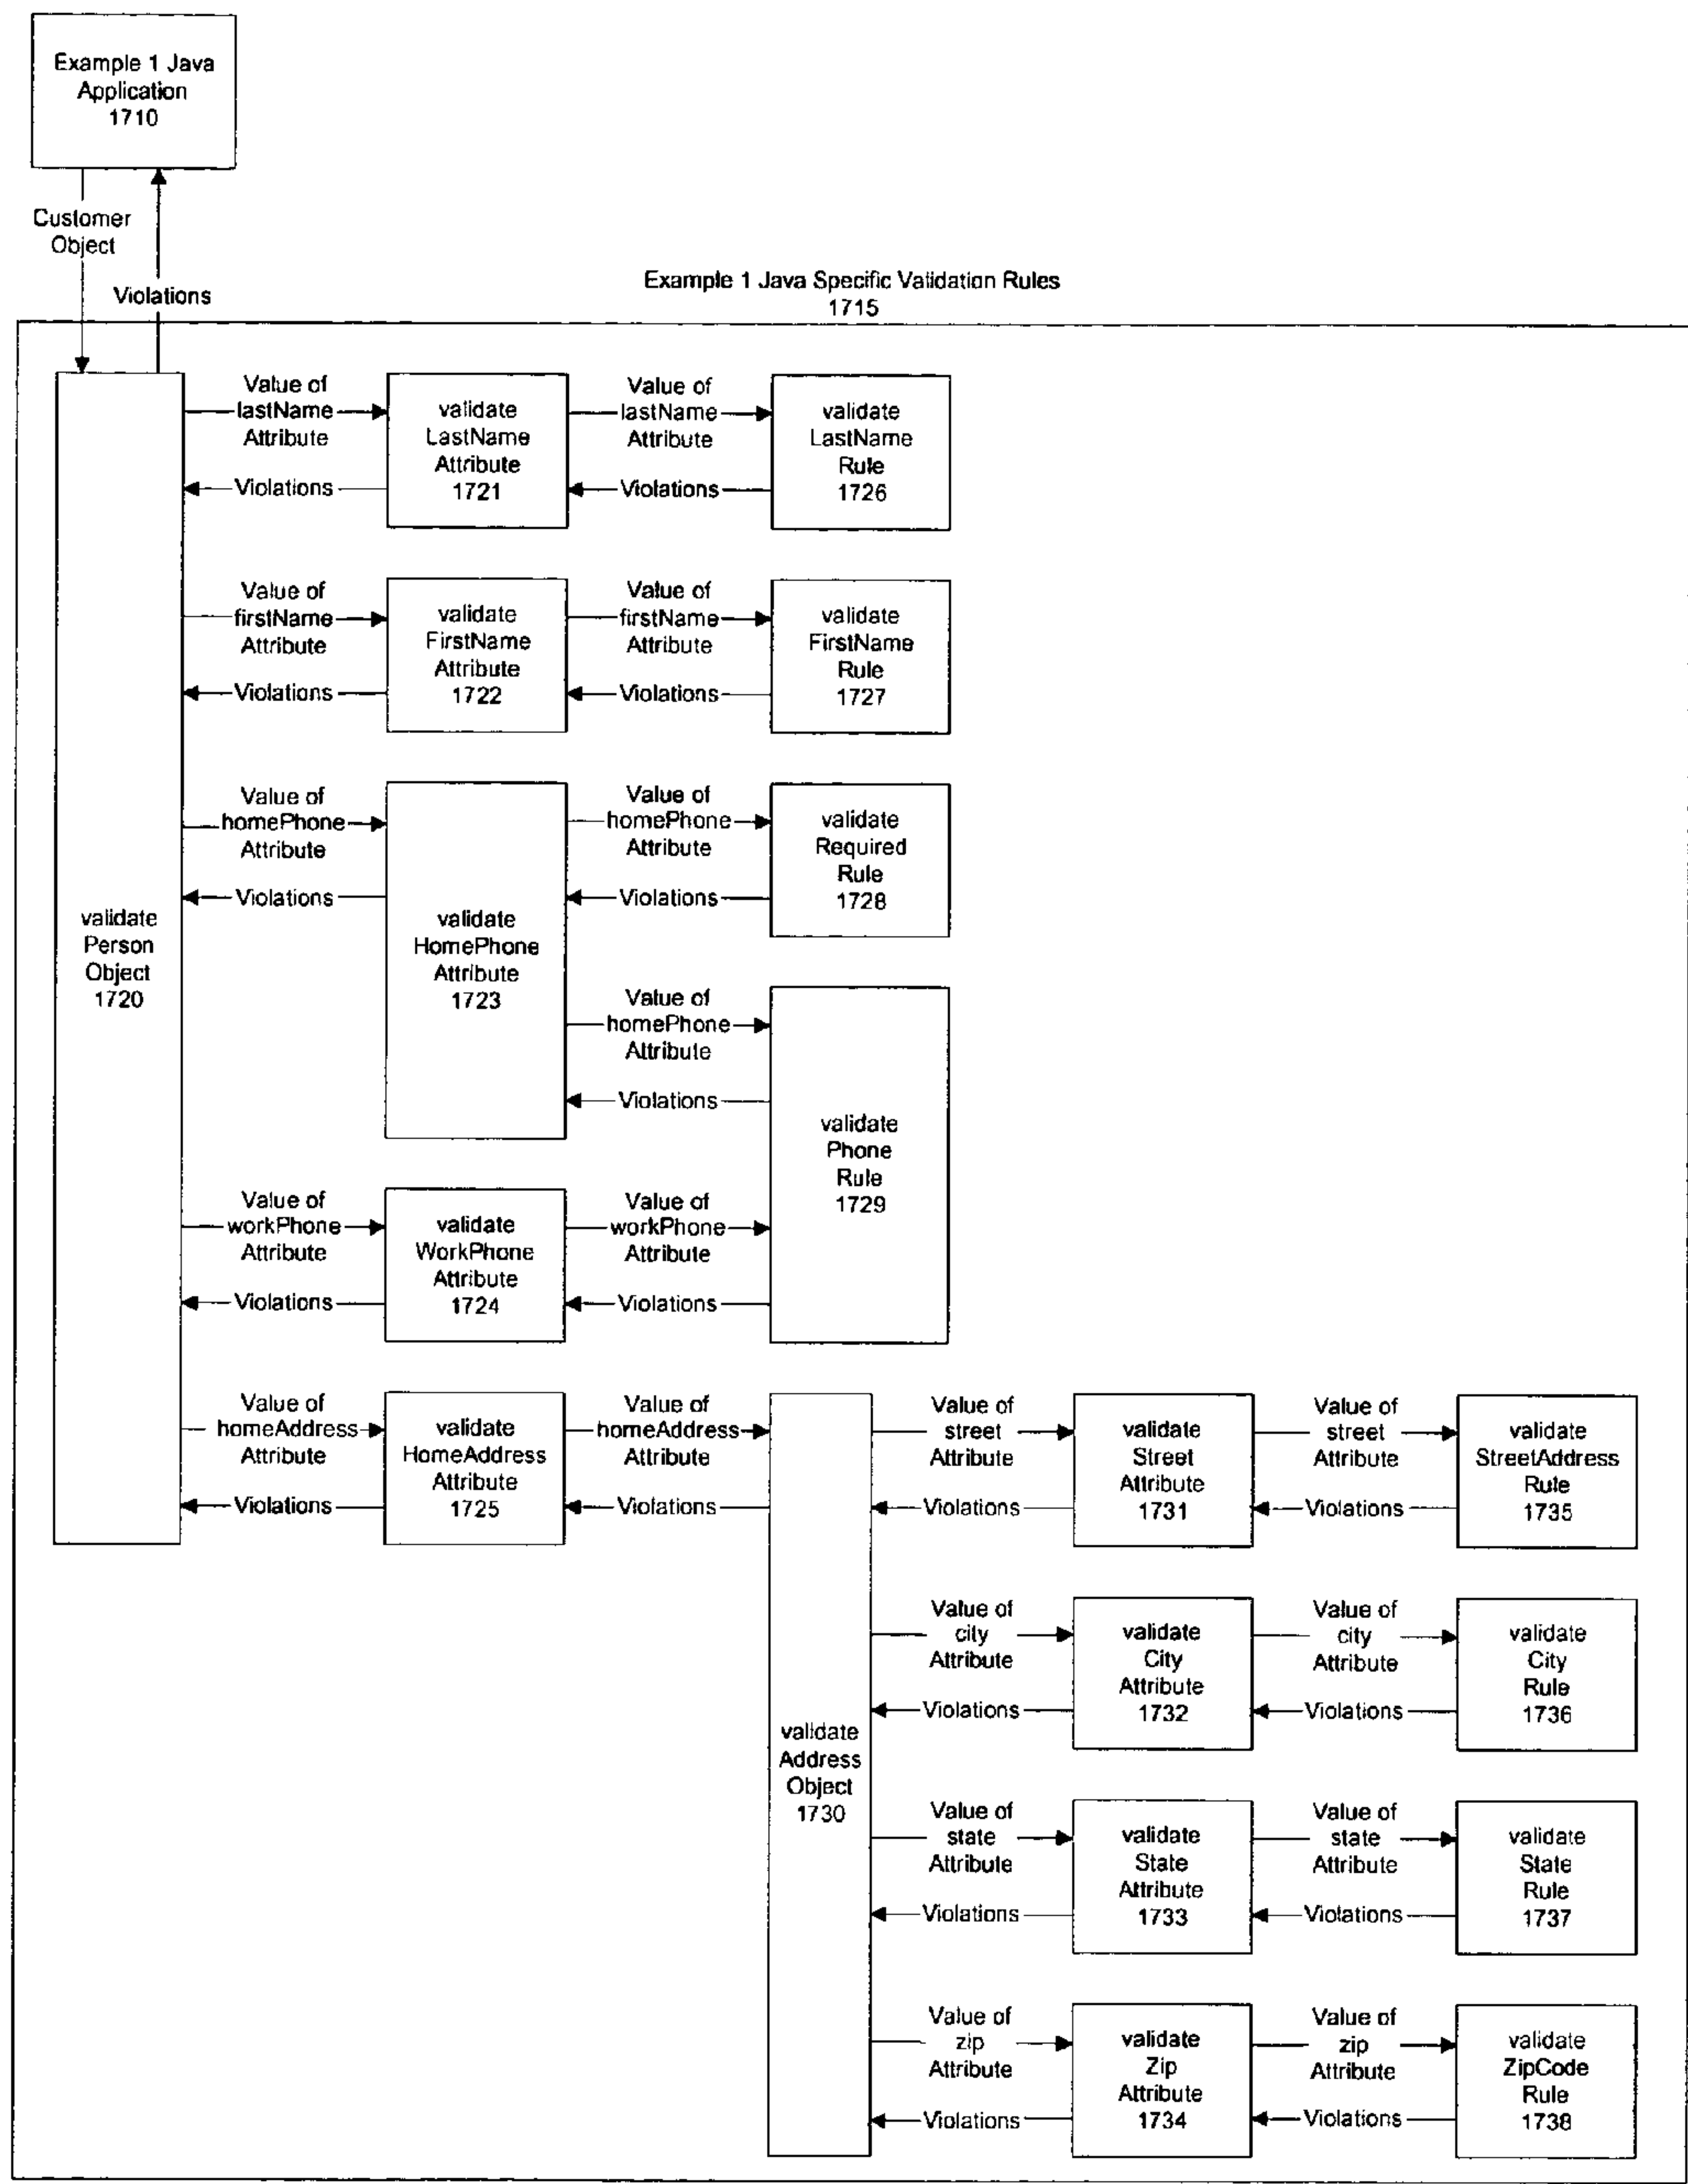 Example 1 Java
Application
1710
Customer
Object
Violations
Example 1 Java Specific Validation Rules
1715
validate
Person
Object
1720
Value of
lastName
Attribute
Violations
validate
LastName
Attribute
1721
Value of
lastName
Attribute
Violations
validate
LastName
Rule
1726
Value of
firstName
Attribute
Violations
validate
FirstName
Attribute
1722
Value of
firstName
Attribute
Violations
validate
FirstName
Rule
1727
Value of
homePhone
Attribute
Violations
validate
HomePhone
Attribute
1723
Value of
homePhone
Attribute
Violations
validate
Required
Rule
1728
Value of
homePhone
Attribute
Violations
validate
Phone
Rule
1729
Value of
workPhone
Attribute
Violations
validate
WorkPhone
Attribute
1724
Value of
workPhone
Attribute
Violations
Value of
homeAddress
Attribute
Violations
validate
HomeAddress
Attribute
1725
Value of
homeAddress
Attribute
Violations
validate
Address
Object
1730
Value of
street
Attribute
Violations
validate
Street
Attribute
1731
Value of
street
Attribute
Violations
validate
StreetAddress
Rule
1735
Value of
city
Attribute
Violations
validate
City
Attribute
1732
Value of
city
Attribute
Violations
validate
City
Rule
1736
Value of
state
Attribute
Violations
validate
State
Attribute
1733
Value of
state
Attribute
Violations
validate
State
Rule
1737
Value of
zip
Attribute
Violations
validate
Zip
Attribute
1734
Value of
zip
Attribute
Violations
validate
ZipCode
Rule
1738